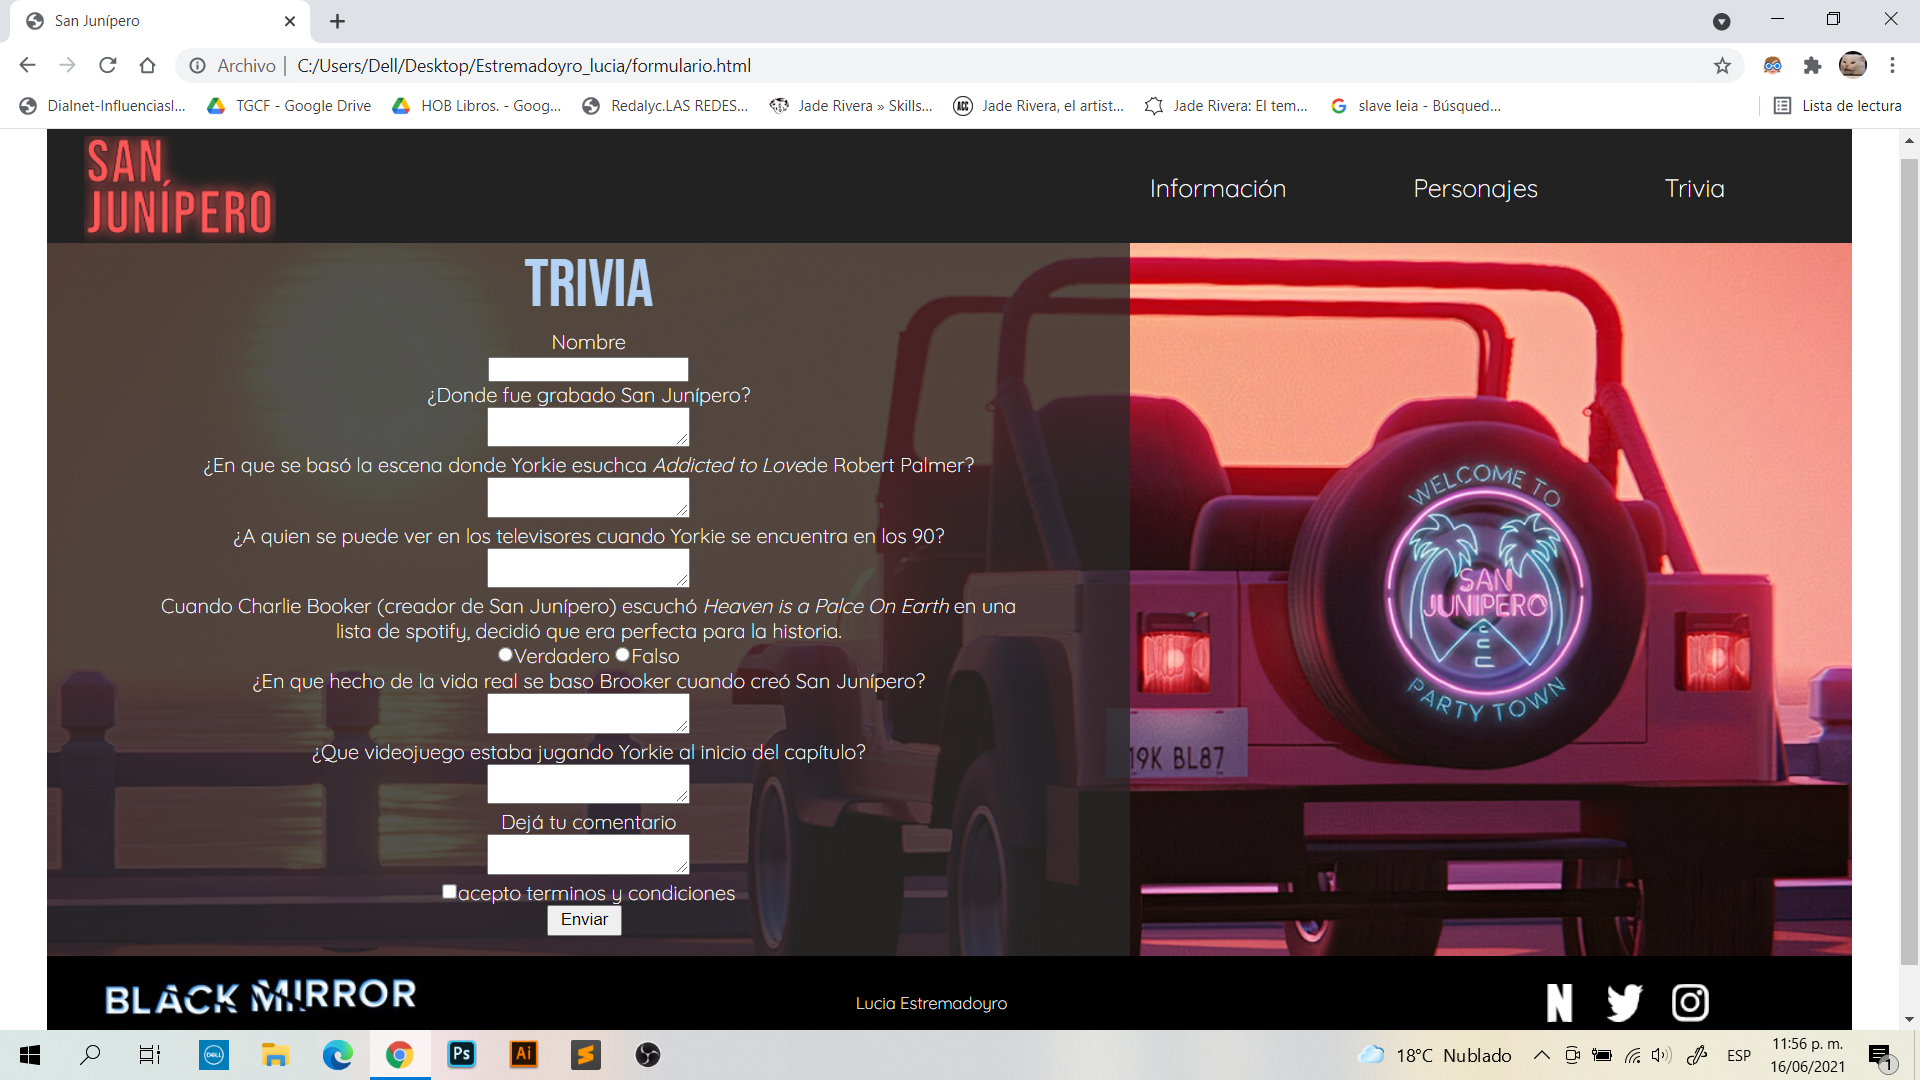 San Junípero
Archivo | C:/Users/Dell/Desktop/Estremadoyro_lucia/formulario.html
Dialnet-Influenciasl...
TGCF - Google Drive
HOB Libros. - Goog...
Redalyc.LAS REDES...
Jade Rivera » Skills...
Jade Rivera, el artist...
Jade Rivera: El tem...
slave leia - Búsqued...
Lista de lectura
SAN
JUNÍPERO
Información
Personajes
Trivia
TRIVIA
Nombre
¿Donde fue grabado San Junípero?
¿En que se basó la escena donde Yorkie esuchca Addicted to Lovede Robert Palmer?
¿A quien se puede ver en los televisores cuando Yorkie se encuentra en los 90?
Cuando Charlie Booker (creador de San Junípero) escuchó Heaven is a Palce On Earth en una
lista de spotify, decidió que era perfecta para la historia.
Verdadero Falso
¿En que hecho de la vida real se baso Brooker cuando creó San Junípero?
¿Que videojuego estaba jugando Yorkie al inicio del capítulo?
Dejá tu comentario
acepto terminos y condiciones
Enviar
WELCOME TO
SAN
JUNIPERO
PARTY TOWN
19K BL87
BLACK MIRROR
Lucia Estremadoyro
N
DELL
Ps
Ai
18°C Nublado
ESP
11:56 p. m.
16/06/2021
1